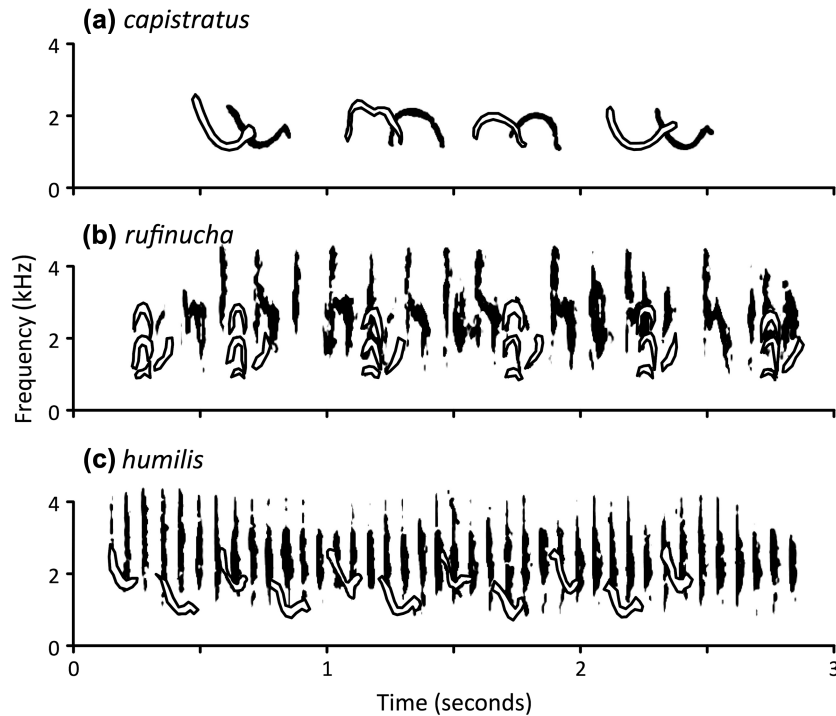 (a) capistratus
4
2
0
(b) rufinucha
4
2
0
Frequency (kHz)
(c) humilis
4
2
0
0 1 2 3
Time (seconds)